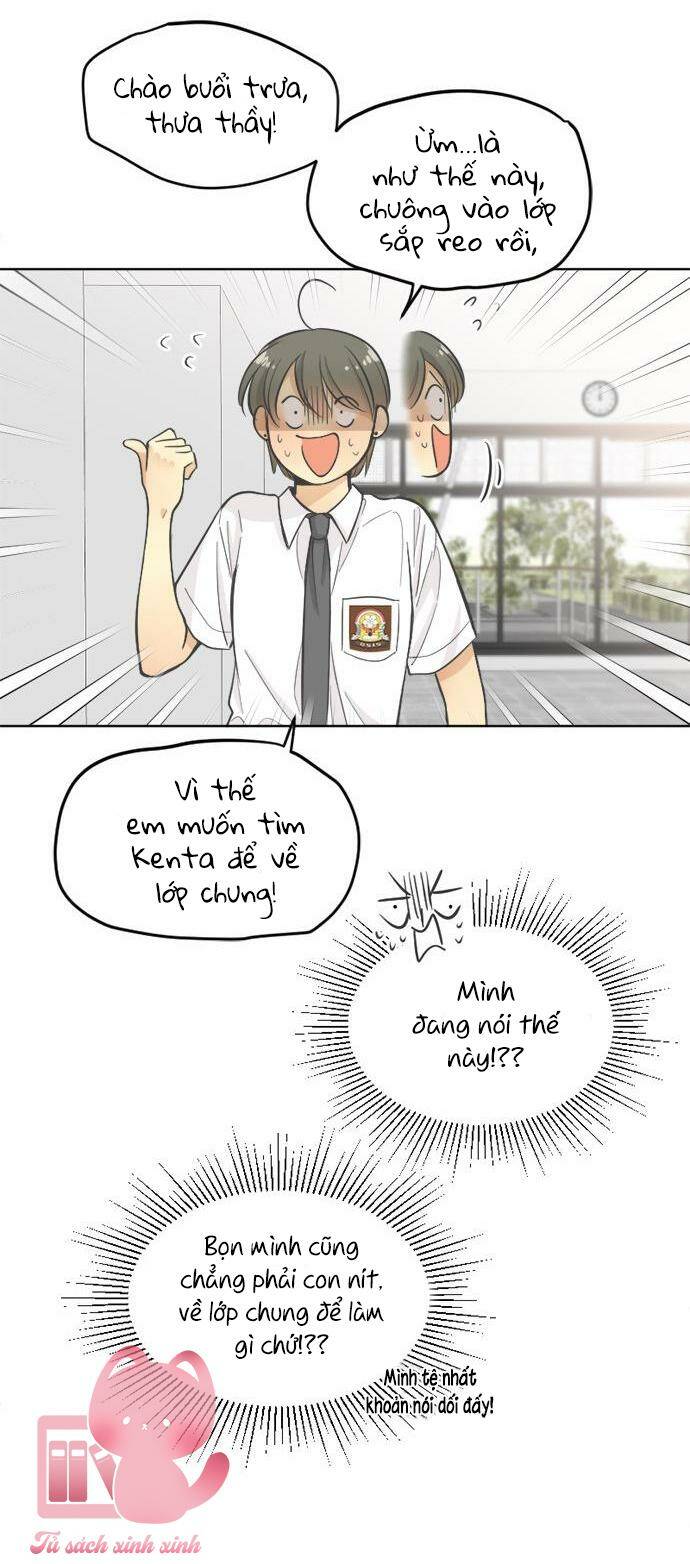 Chào buổi trưa,
thưa thầy!
Ừm...là
như thế này,
chuông vào lớp
sắp reo rồi,
OSIS
Vì thế
em muốn tìm
Kenta để về
lớp chung!
Mình
đang nói thế
này!??
Bọn mình cũng
chẳng phải con nít,
về lớp chung để làm
gì chứ!??
Mình tệ nhất
khoản nói dối đấy!
Tủ sách xinh xinh